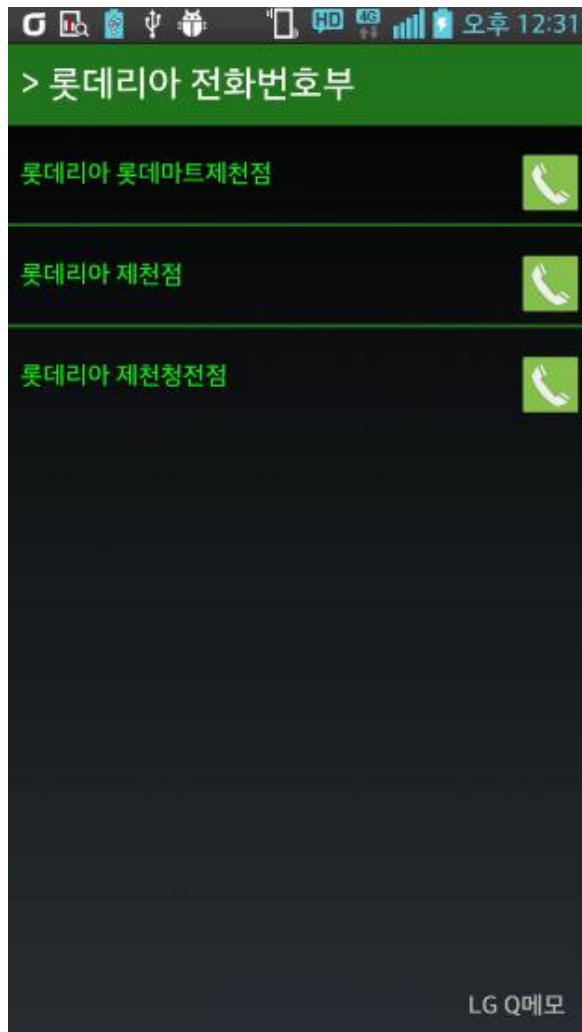 HD 4G 오후 12:31
> 롯데리아 전화번호부
롯데리아 롯데마트제천점
롯데리아 제천점
롯데리아 제천청전점
LG Q메모